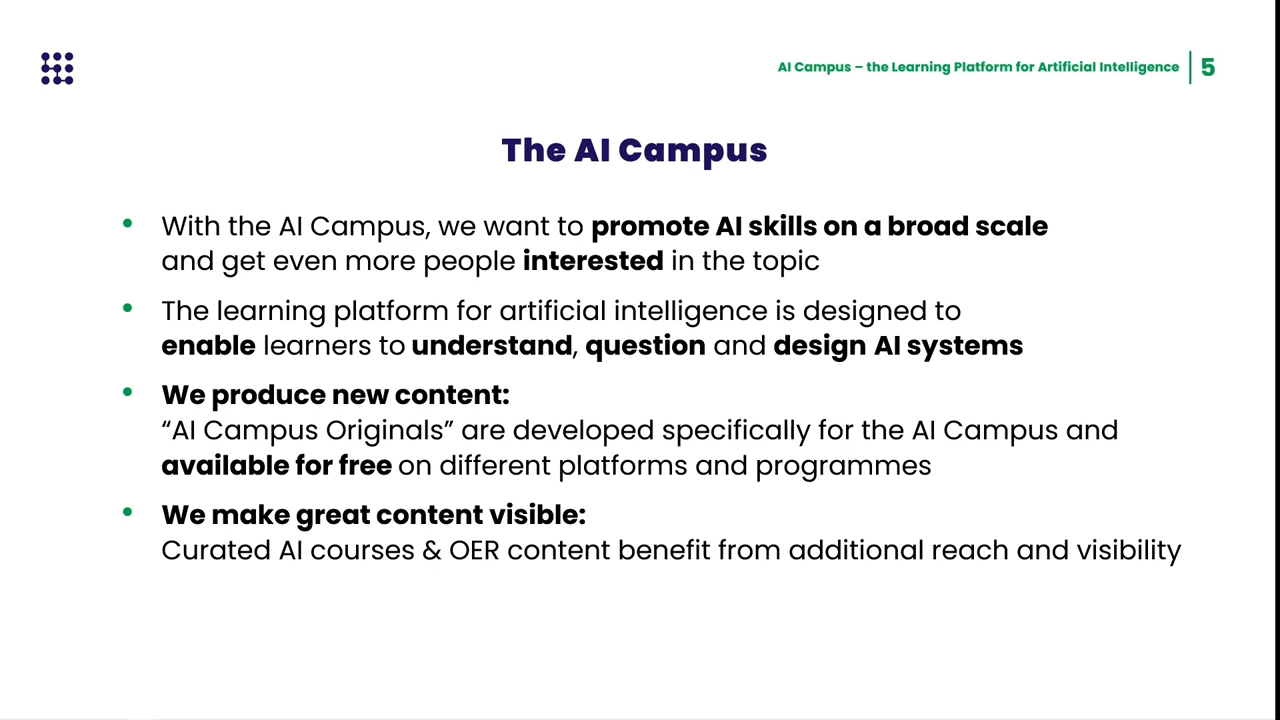 AI Campus – the Learning Platform for Artificial Intelligence 5
The AI Campus
• With the AI Campus, we want to promote AI skills on a broad scale
and get even more people interested in the topic
• The learning platform for artificial intelligence is designed to
enable learners to understand, question and design AI systems
• We produce new content:
“AI Campus Originals” are developed specifically for the AI Campus and
available for free on different platforms and programmes
• We make great content visible:
Curated AI courses & OER content benefit from additional reach and visibility